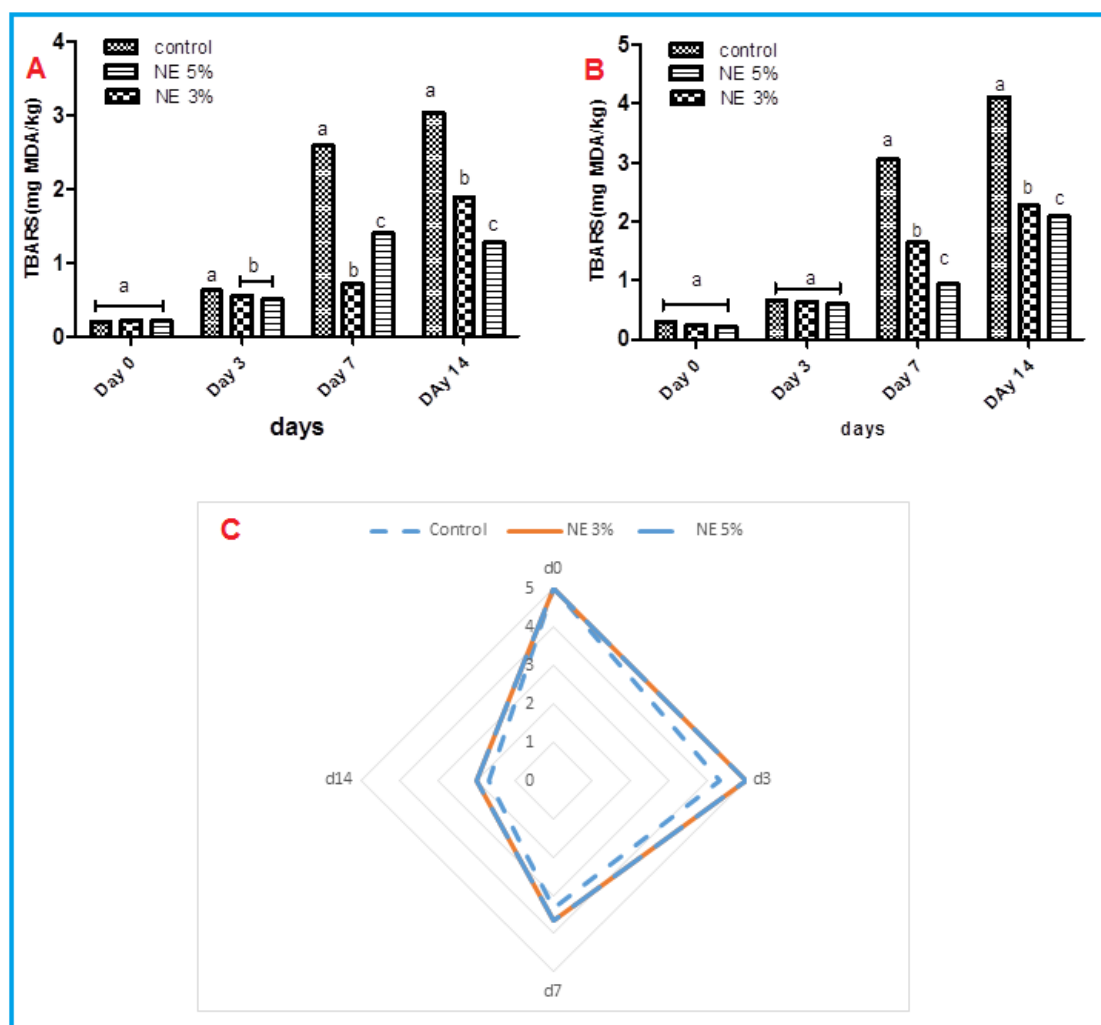 A
control
NE 5%
NE 3%
TBARS(mg MDA/kg)
4
3
2
1
0
a
a
b
a
b
c
a
b
c
Day 0
Day 3
Day 7
DAy 14
days
B
control
NE 5%
NE 3%
TBARS(mg MDA/kg)
5
4
3
2
1
0
a
a
a
b
c
a
b
c
Day 0
Day 3
Day 7
DAy 14
days
C
Control NE 3% NE 5%
d0
5
4
3
2
1
0
d14
d3
d7